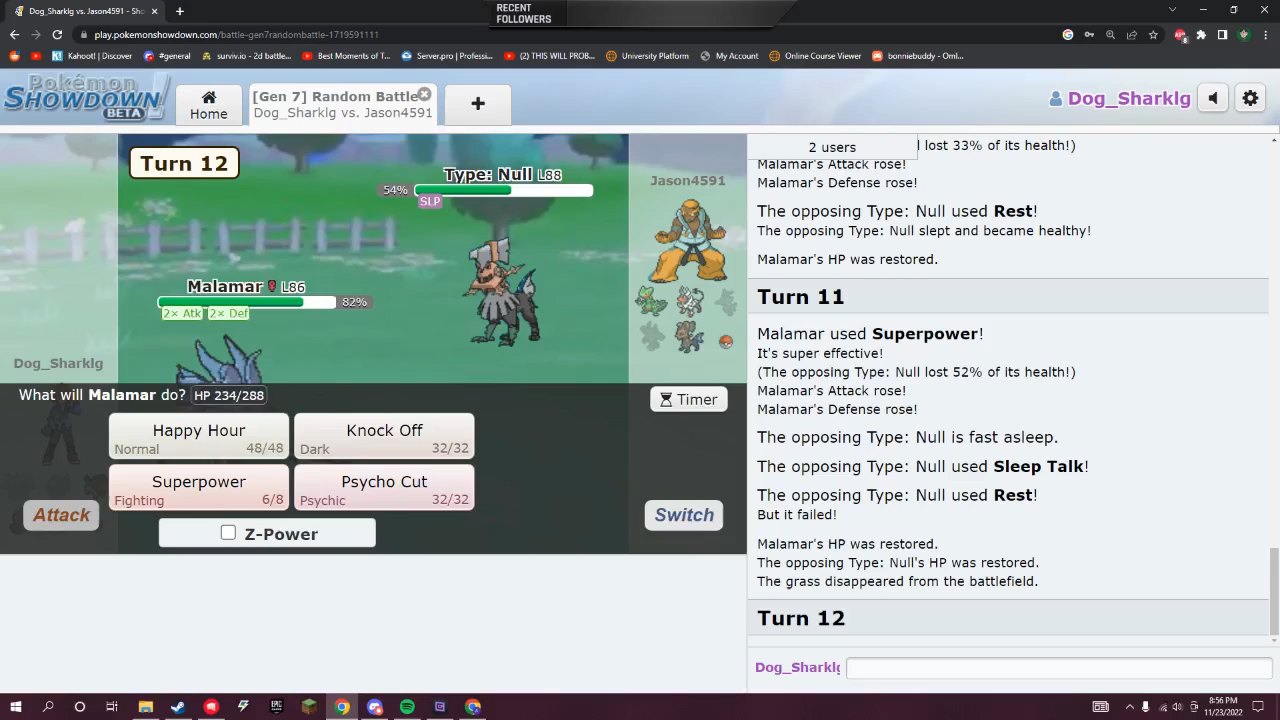 RECENT
FOLLOWERS
Dog_Sharklg vs. Jason4591 - Sho
play.pokemonshowdown.com/battle-gen7randombattle-1719591111
Kahoot! | Discover
#general
surviv.io - 2d battle...
Best Moments of T...
Server.pro | Professi...
(2) THIS WILL PROB...
University Platform
My Account
Online Course Viewer
bonniebuddy - Oml...
Pokémon
SHOWDOWN!
BETA
Home
[Gen 7] Random Battle
Dog_Sharklg vs. Jason4591
+
Dog_Sharklg
Turn 12
Type: Null L88
54%
SLP
Malamar L86
82%
2× Atk 2× Def
Dog_Sharklg
Jason4591
What will Malamar do? HP 234/288
Timer
Happy Hour
Normal 48/48
Knock Off
Dark 32/32
Superpower
Fighting 6/8
Psycho Cut
Psychic 32/32
Z-Power
Attack
Switch
2 users
lost 33% of its health!)
Malamar's Attack rose!
Malamar's Defense rose!
The opposing Type: Null used Rest!
The opposing Type: Null slept and became healthy!
Malamar's HP was restored.
Turn 11
Malamar used Superpower!
It's super effective!
(The opposing Type: Null lost 52% of its health!)
Malamar's Attack rose!
Malamar's Defense rose!
The opposing Type: Null is fast asleep.
The opposing Type: Null used Sleep Talk!
The opposing Type: Null used Rest!
But it failed!
Malamar's HP was restored.
The opposing Type: Null's HP was restored.
The grass disappeared from the battlefield.
Turn 12
Dog_Sharklg
8:56 PM
11/23/2022